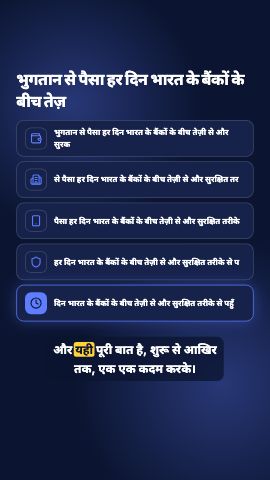 भुगतान से पैसा हर दिन भारत के बैंकों के
बीच तेज़
भुगतान से पैसा हर दिन भारत के बैंकों के बीच तेज़ी से और
सुरक
से पैसा हर दिन भारत के बैंकों के बीच तेज़ी से और सुरक्षित तर
पैसा हर दिन भारत के बैंकों के बीच तेज़ी से और सुरक्षित तरीके
हर दिन भारत के बैंकों के बीच तेज़ी से और सुरक्षित तरीके से प
दिन भारत के बैंकों के बीच तेज़ी से और सुरक्षित तरीके से पहुँ
और यही पूरी बात है, शुरू से आखिर
तक, एक एक कदम करके।